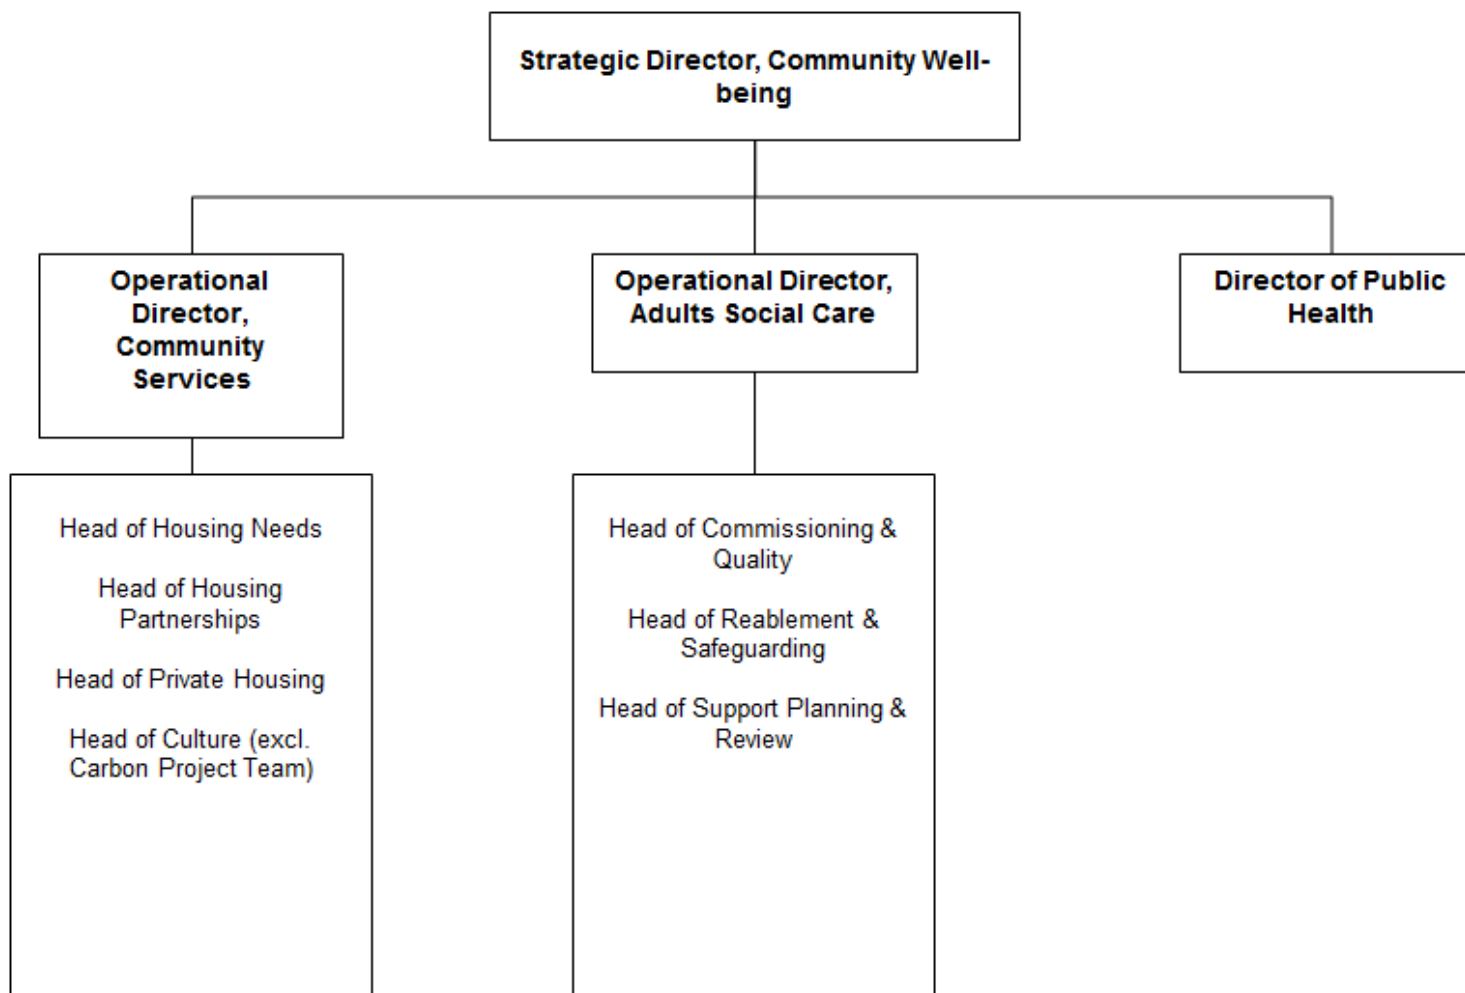 Strategic Director, Community Well-
being
Operational
Director,
Community
Services
Operational Director,
Adults Social Care
Director of Public
Health
Head of Housing Needs
Head of Housing
Partnerships
Head of Private Housing
Head of Culture (excl.
Carbon Project Team)
Head of Commissioning &
Quality
Head of Reablement &
Safeguarding
Head of Support Planning &
Review